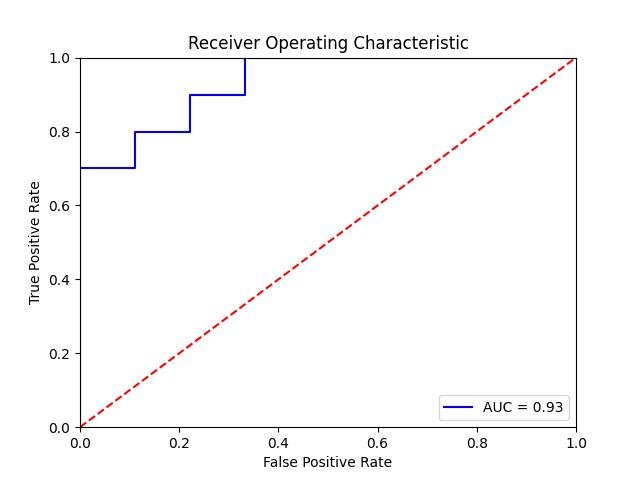 Receiver Operating Characteristic
1.0
0.8
0.6
0.4
0.2
0.0
True Positive Rate
AUC = 0.93
0.0 0.2 0.4 0.6 0.8 1.0
False Positive Rate